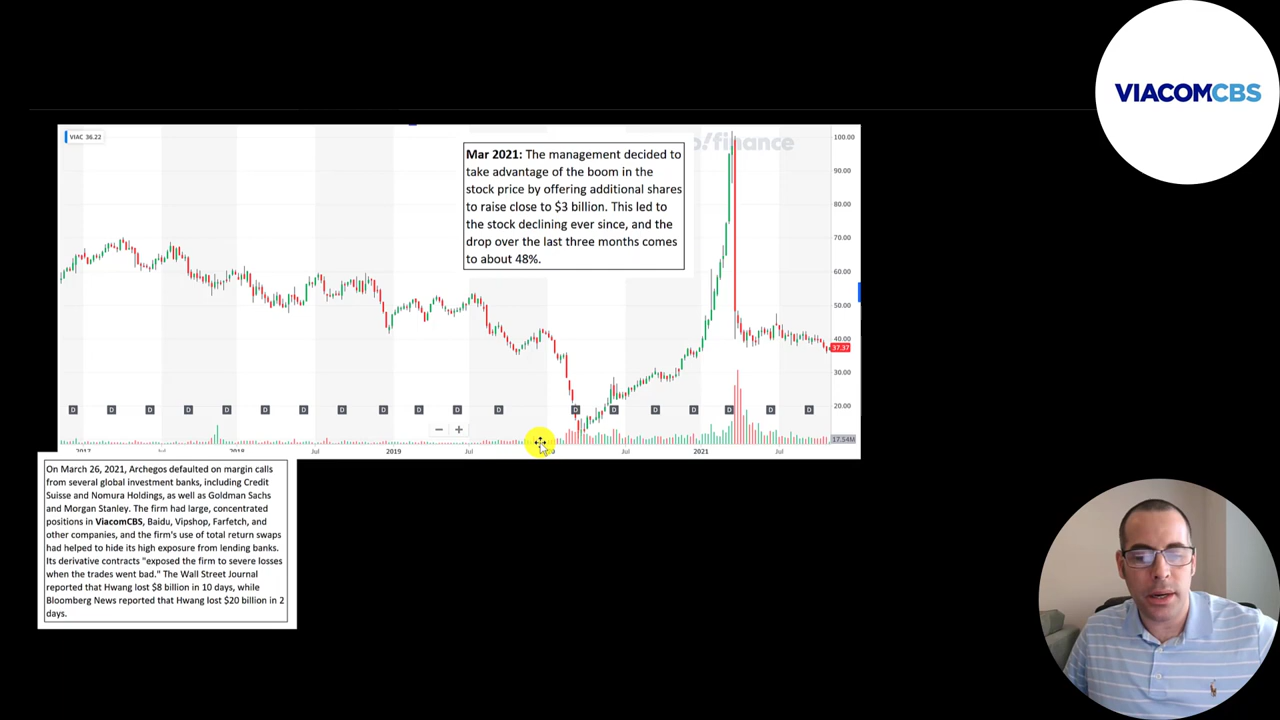 VIACOMCBS
VIAC 36.22
!finance
100.00
Mar 2021: The management decided to
take advantage of the boom in the
stock price by offering additional shares
to raise close to $3 billion. This led to
the stock declining ever since, and the
drop over the last three months comes
to about 48%.
90.00
80.00
70.00
60.00
50.00
40.00
37.37
30.00
20.00
D D D D D D D D D D D D D D D D D D D
17.54M
2017 Jul 2018 Jul 2019 Jul Jul 2021 Jul
On March 26, 2021, Archegos defaulted on margin calls
from several global investment banks, including Credit
Suisse and Nomura Holdings, as well as Goldman Sachs
and Morgan Stanley. The firm had large, concentrated
positions in ViacomCBS, Baidu, Vipshop, Farfetch, and
other companies, and the firm's use of total return swaps
had helped to hide its high exposure from lending banks.
Its derivative contracts "exposed the firm to severe losses
when the trades went bad." The Wall Street Journal
reported that Hwang lost $8 billion in 10 days, while
Bloomberg News reported that Hwang lost $20 billion in 2
days.